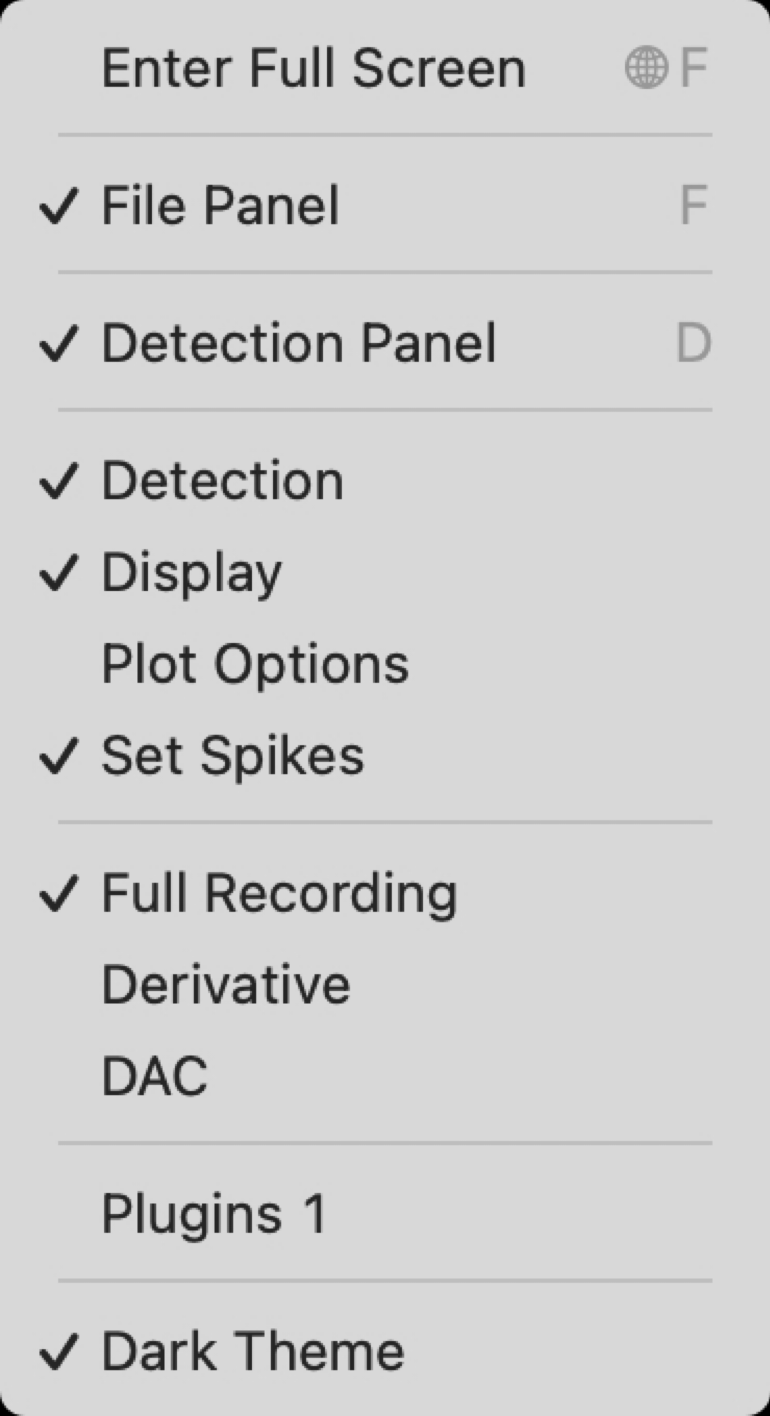 Enter Full Screen F
File Panel F
Detection Panel D
Detection
Display
Plot Options
Set Spikes
Full Recording
Derivative
DAC
Plugins 1
Dark Theme